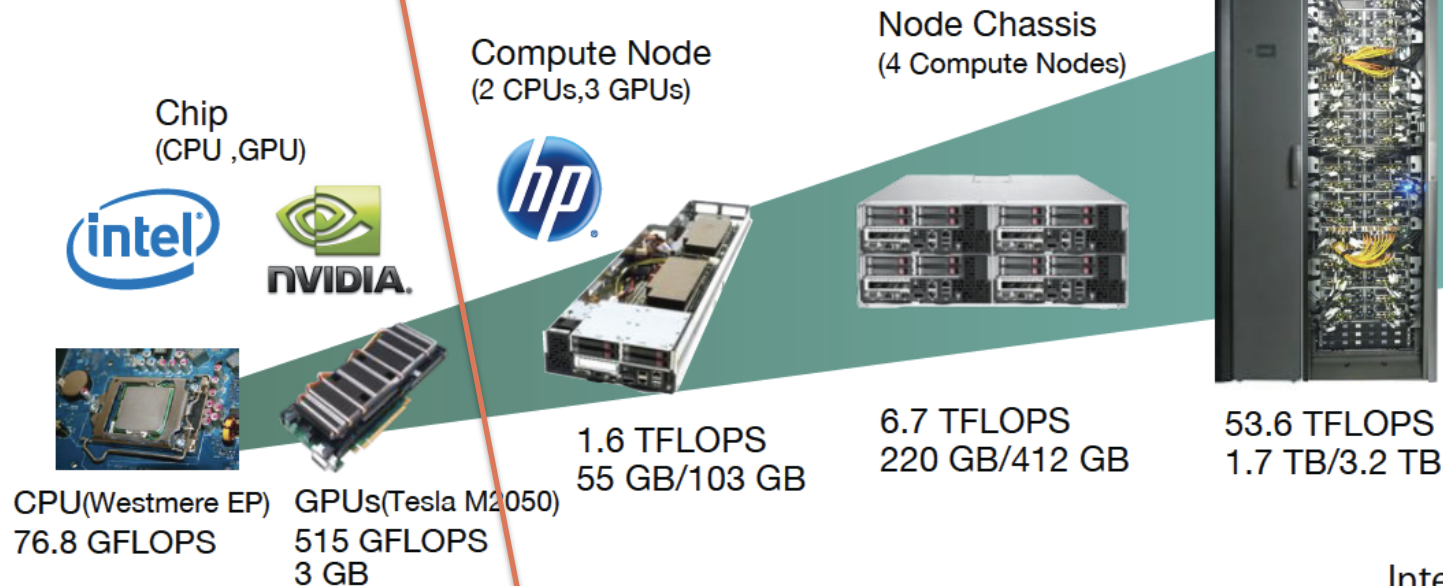 Chip
(CPU ,GPU)
intel
NVIDIA.
CPU(Westmere EP)
76.8 GFLOPS
GPUs(Tesla M2050)
515 GFLOPS
3 GB
Compute Node
(2 CPUs,3 GPUs)
hp
1.6 TFLOPS
55 GB/103 GB
Node Chassis
(4 Compute Nodes)
6.7 TFLOPS
220 GB/412 GB
53.6 TFLOPS
1.7 TB/3.2 TB